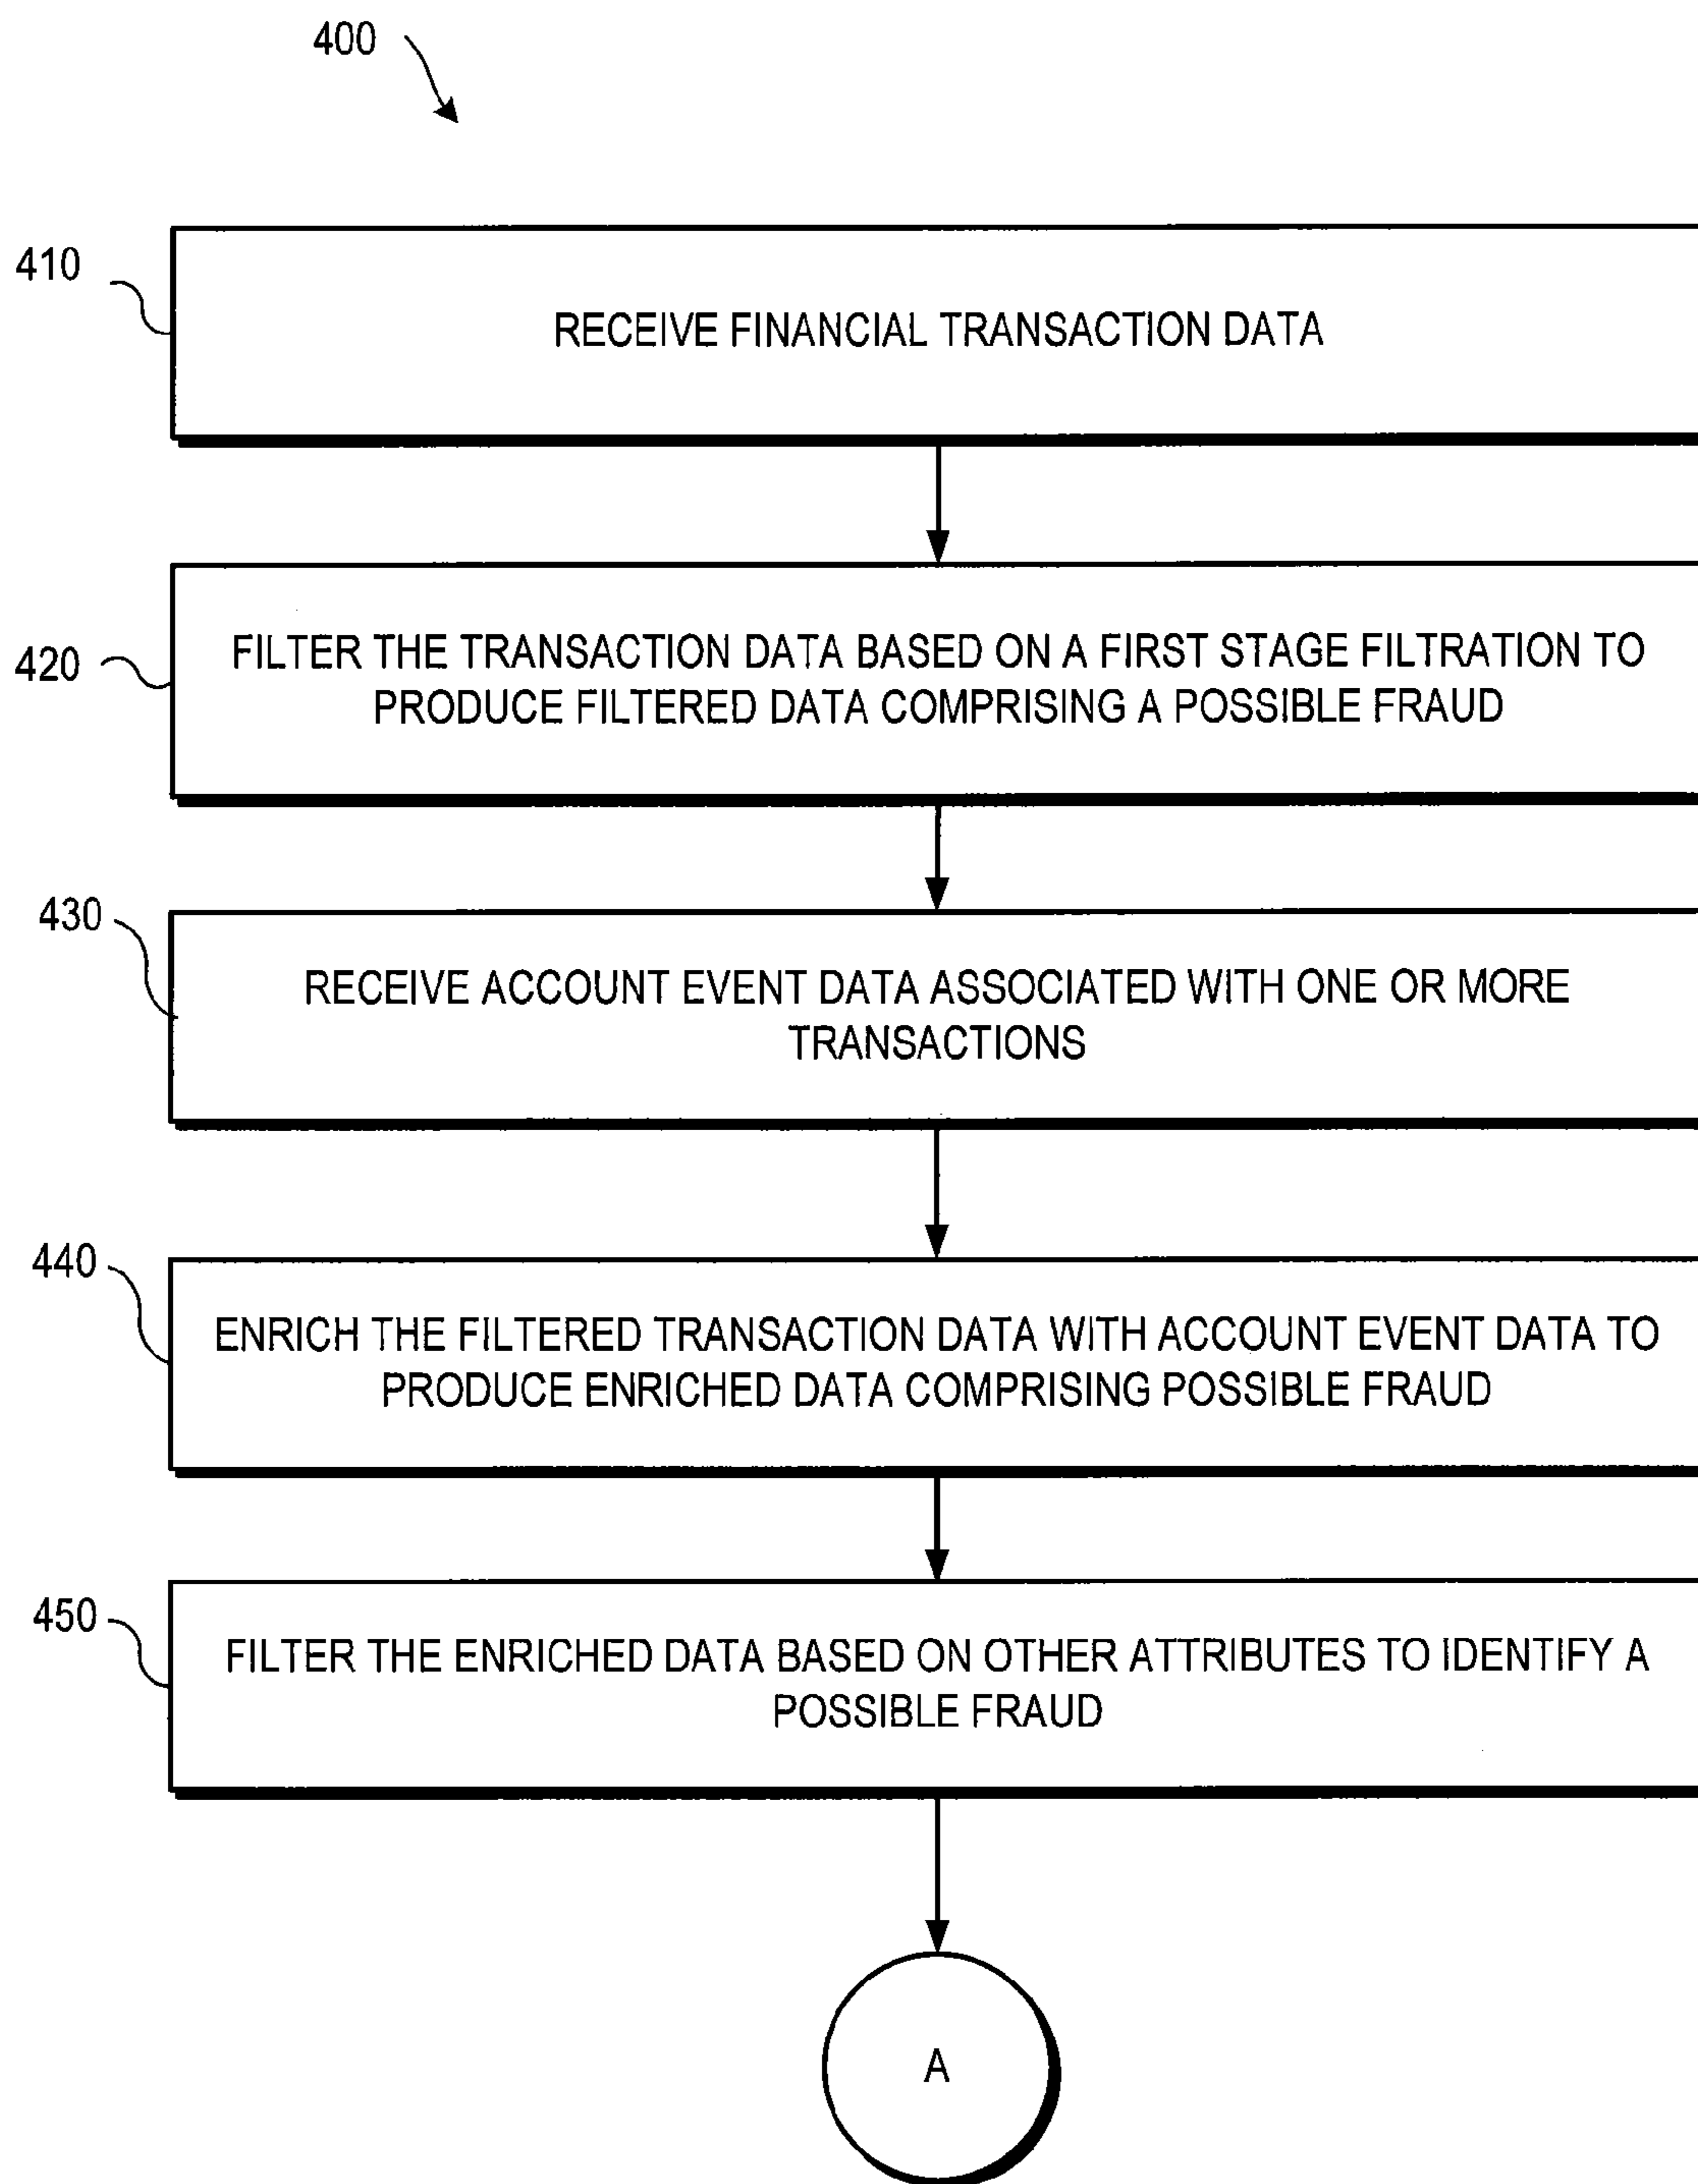 400
410
RECEIVE FINANCIAL TRANSACTION DATA
420
FILTER THE TRANSACTION DATA BASED ON A FIRST STAGE FILTRATION TO
PRODUCE FILTERED DATA COMPRISING A POSSIBLE FRAUD
430
RECEIVE ACCOUNT EVENT DATA ASSOCIATED WITH ONE OR MORE
TRANSACTIONS
440
ENRICH THE FILTERED TRANSACTION DATA WITH ACCOUNT EVENT DATA TO
PRODUCE ENRICHED DATA COMPRISING POSSIBLE FRAUD
450
FILTER THE ENRICHED DATA BASED ON OTHER ATTRIBUTES TO IDENTIFY A
POSSIBLE FRAUD
A